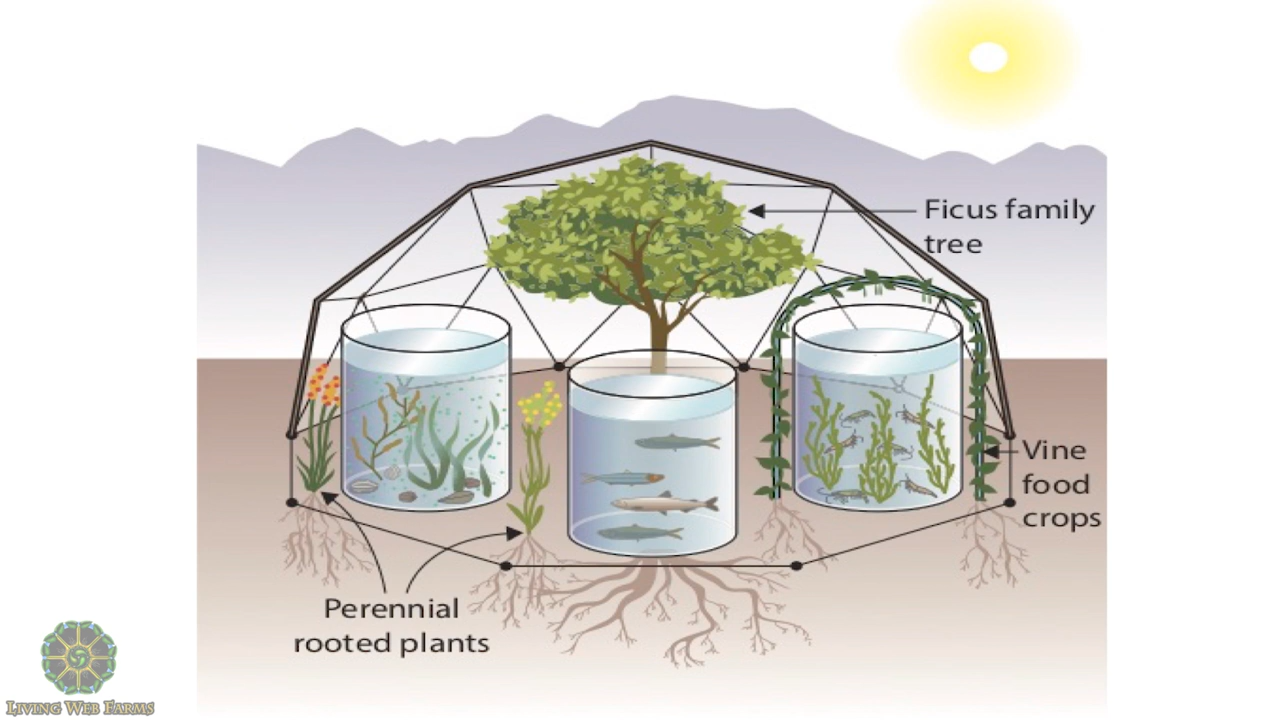 Ficus family
tree
Vine
food
crops
Perennial
rooted plants
LIVING WEB FARMS